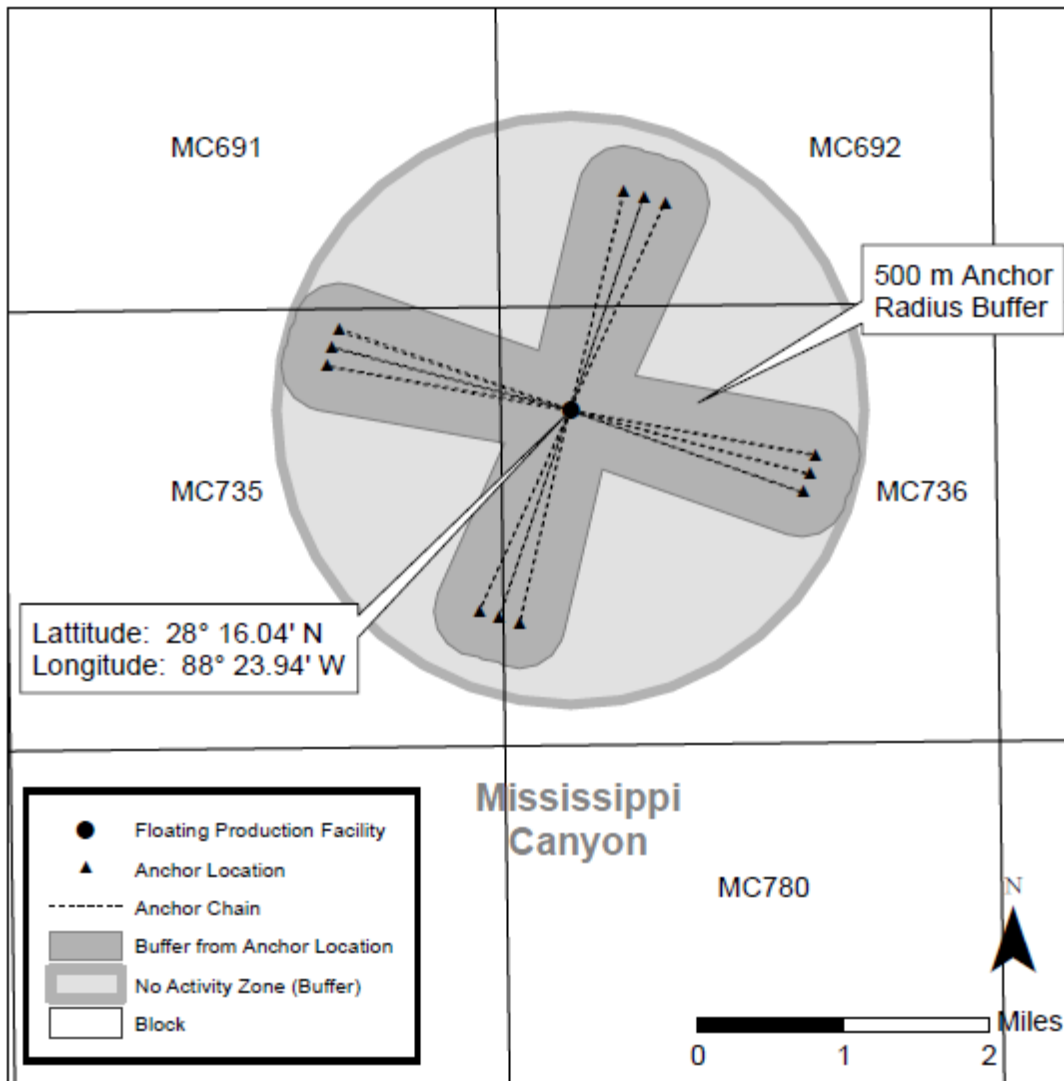 MC691
MC692
500 m Anchor
Radius Buffer
MC735
MC736
Lattitude: 28° 16.04' N
Longitude: 88° 23.94' W
Mississippi
Canyon
MC780
Floating Production Facility
Anchor Location
Anchor Chain
Buffer from Anchor Location
No Activity Zone (Buffer)
Block
N
Miles
0 1 2